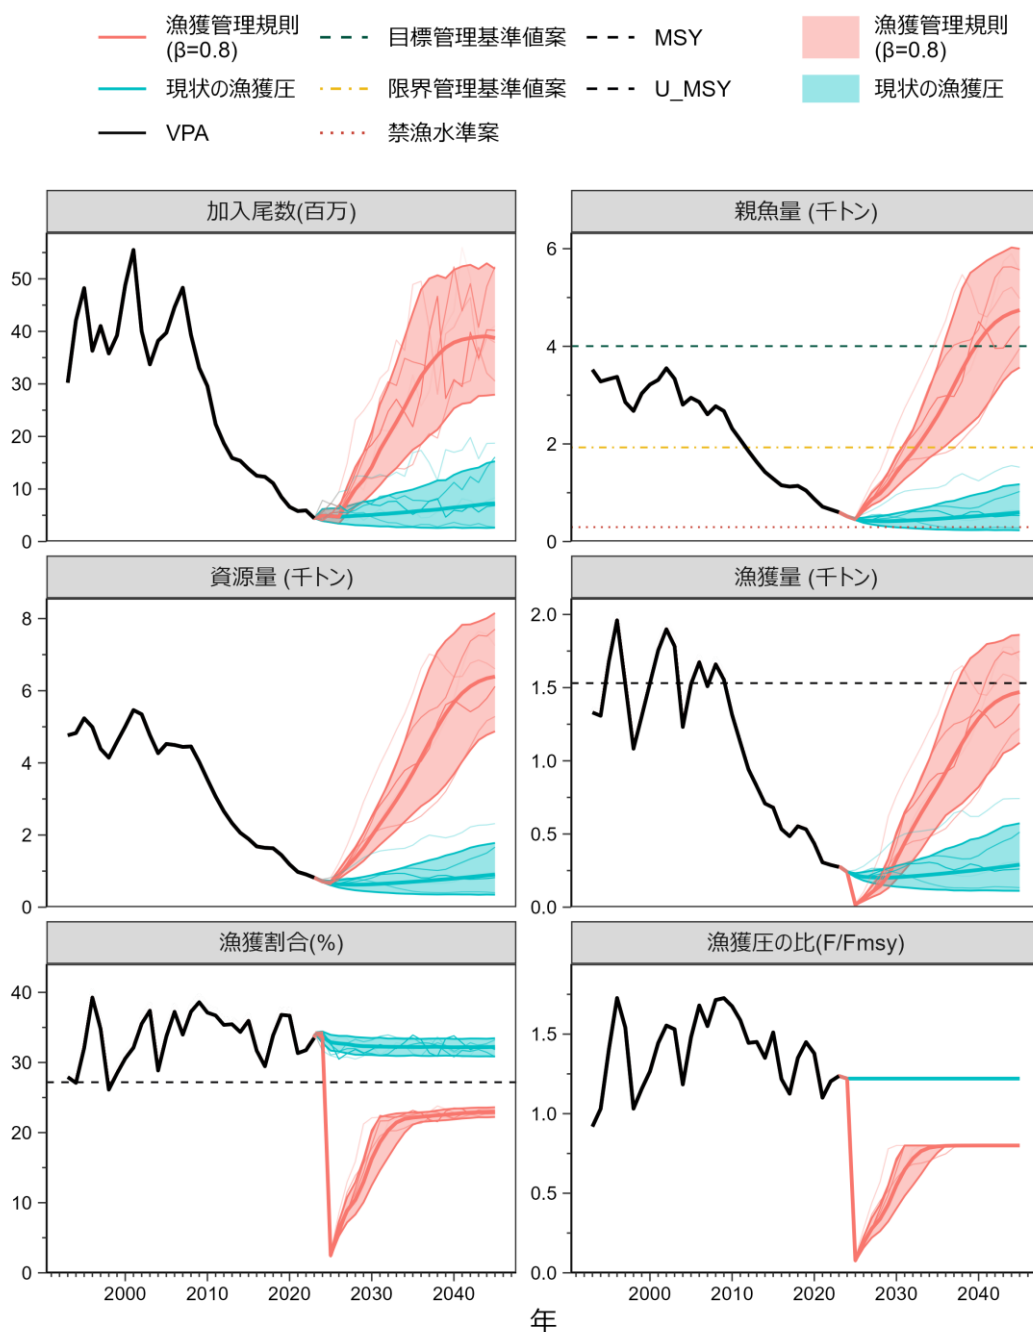 漁獲管理規則
(β=0.8)
目標管理基準値案
MSY
漁獲管理規則
(β=0.8)
現状の漁獲圧
限界管理基準値案
U_MSY
現状の漁獲圧
VPA
禁漁水準案
加入尾数(百万)
親魚量 (千トン)
50
40
30
20
10
0
6
4
2
0
資源量 (千トン)
漁獲量 (千トン)
8
6
4
2
0
2.0
1.5
1.0
0.5
0.0
漁獲割合(%)
漁獲圧の比(F/Fmsy)
40
30
20
10
0
1.5
1.0
0.5
0.0
2000 2010 2020 2030 2040
2000 2010 2020 2030 2040
年